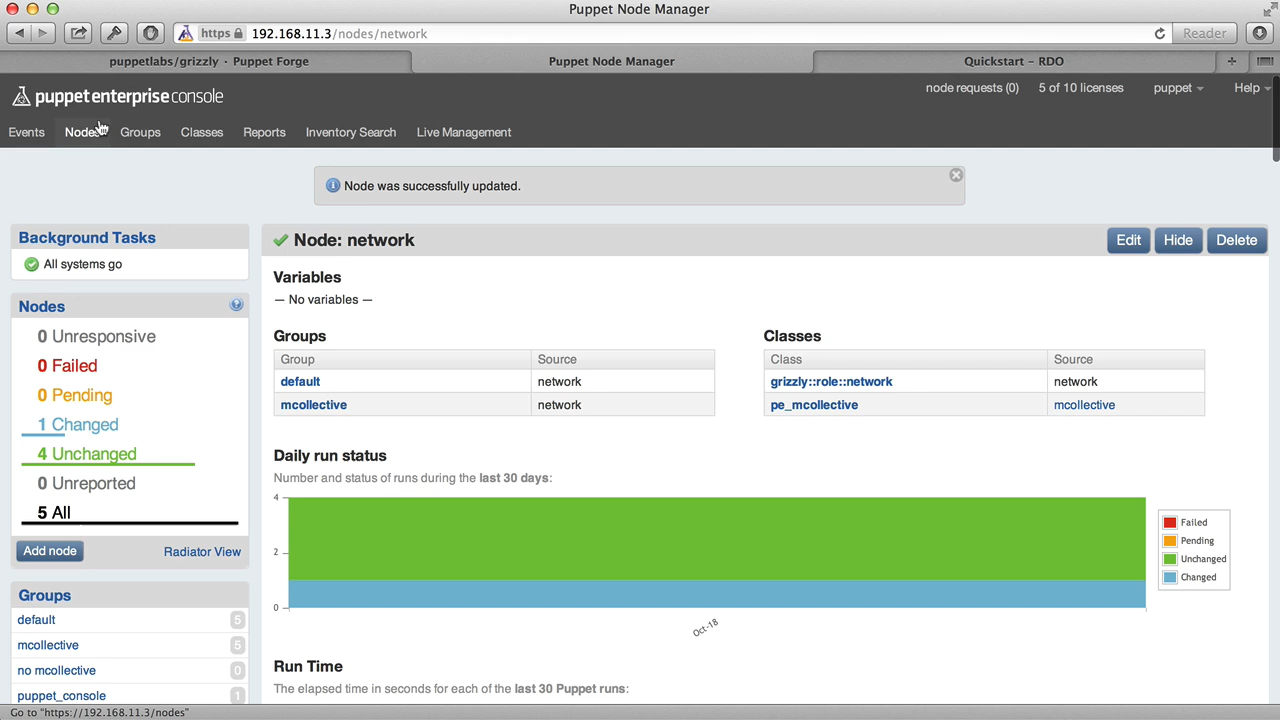 Puppet Node Manager
https 192.168.11.3/nodes/network
Reader
puppetlabs/grizzly · Puppet Forge
Puppet Node Manager
Quickstart – RDO
puppet enterprise console
node requests (0)
5 of 10 licenses
puppet
Help
Events
Nodes
Groups
Classes
Reports
Inventory Search
Live Management
Node was successfully updated.
Background Tasks
All systems go
Nodes
0 Unresponsive
0 Failed
0 Pending
1 Changed
4 Unchanged
0 Unreported
5 All
Add node
Radiator View
Groups
default 5
mcollective 5
no mcollective 0
puppet_console 1
Node: network
Edit
Hide
Delete
Variables
— No variables —
Groups
Group Source
default network
mcollective network
Classes
Class Source
grizzly::role::network network
pe_mcollective mcollective
Daily run status
Number and status of runs during the last 30 days:
4
2
0
Oct-18
Failed
Pending
Unchanged
Changed
Run Time
The elapsed time in seconds for each of the last 30 Puppet runs:
Go to "https://192.168.11.3/nodes"